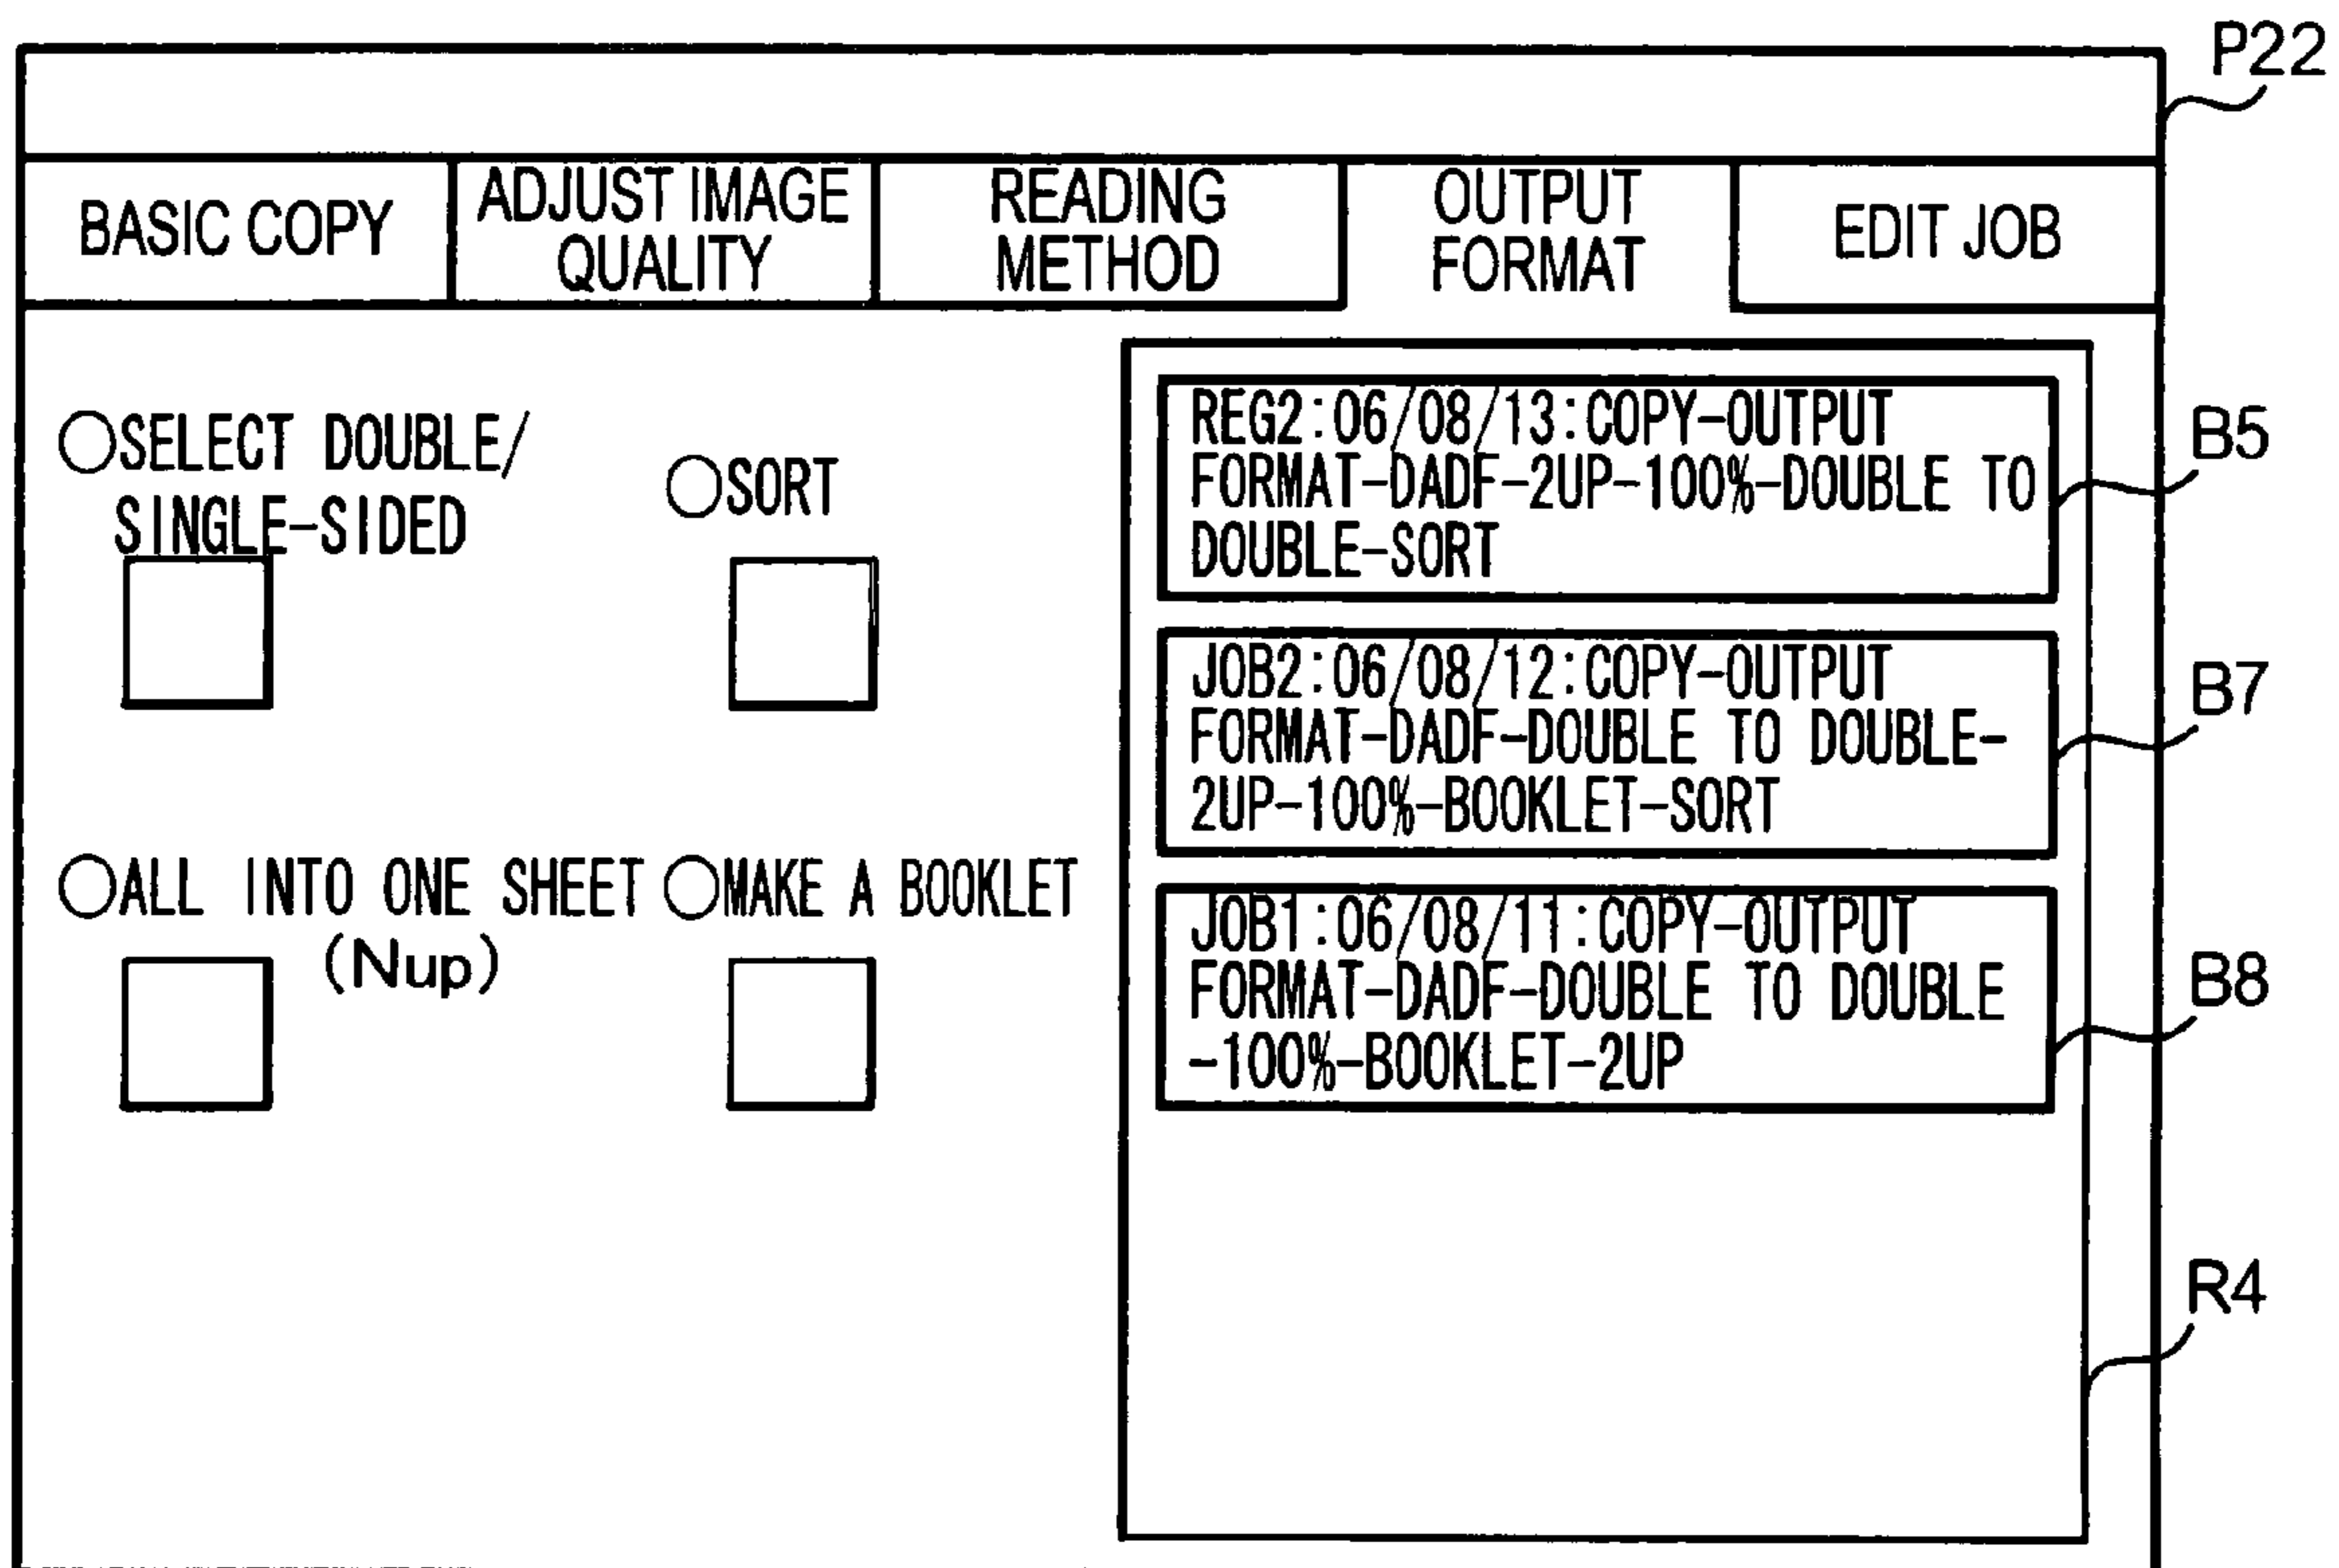 P22
BASIC COPY
ADJUST IMAGE
QUALITY
READING
METHOD
OUTPUT
FORMAT
EDIT JOB
○SELECT DOUBLE/
SINGLE-SIDED
○SORT
○ALL INTO ONE SHEET
(Nup)
○MAKE A BOOKLET
REG2:06/08/13:COPY-OUTPUT
FORMAT-DADF-2UP-100%-DOUBLE TO
DOUBLE-SORT
B5
JOB2:06/08/12:COPY-OUTPUT
FORMAT-DADF-DOUBLE TO DOUBLE-
2UP-100%-BOOKLET-SORT
B7
JOB1:06/08/11:COPY-OUTPUT
FORMAT-DADF-DOUBLE TO DOUBLE
-100%-BOOKLET-2UP
B8
R4